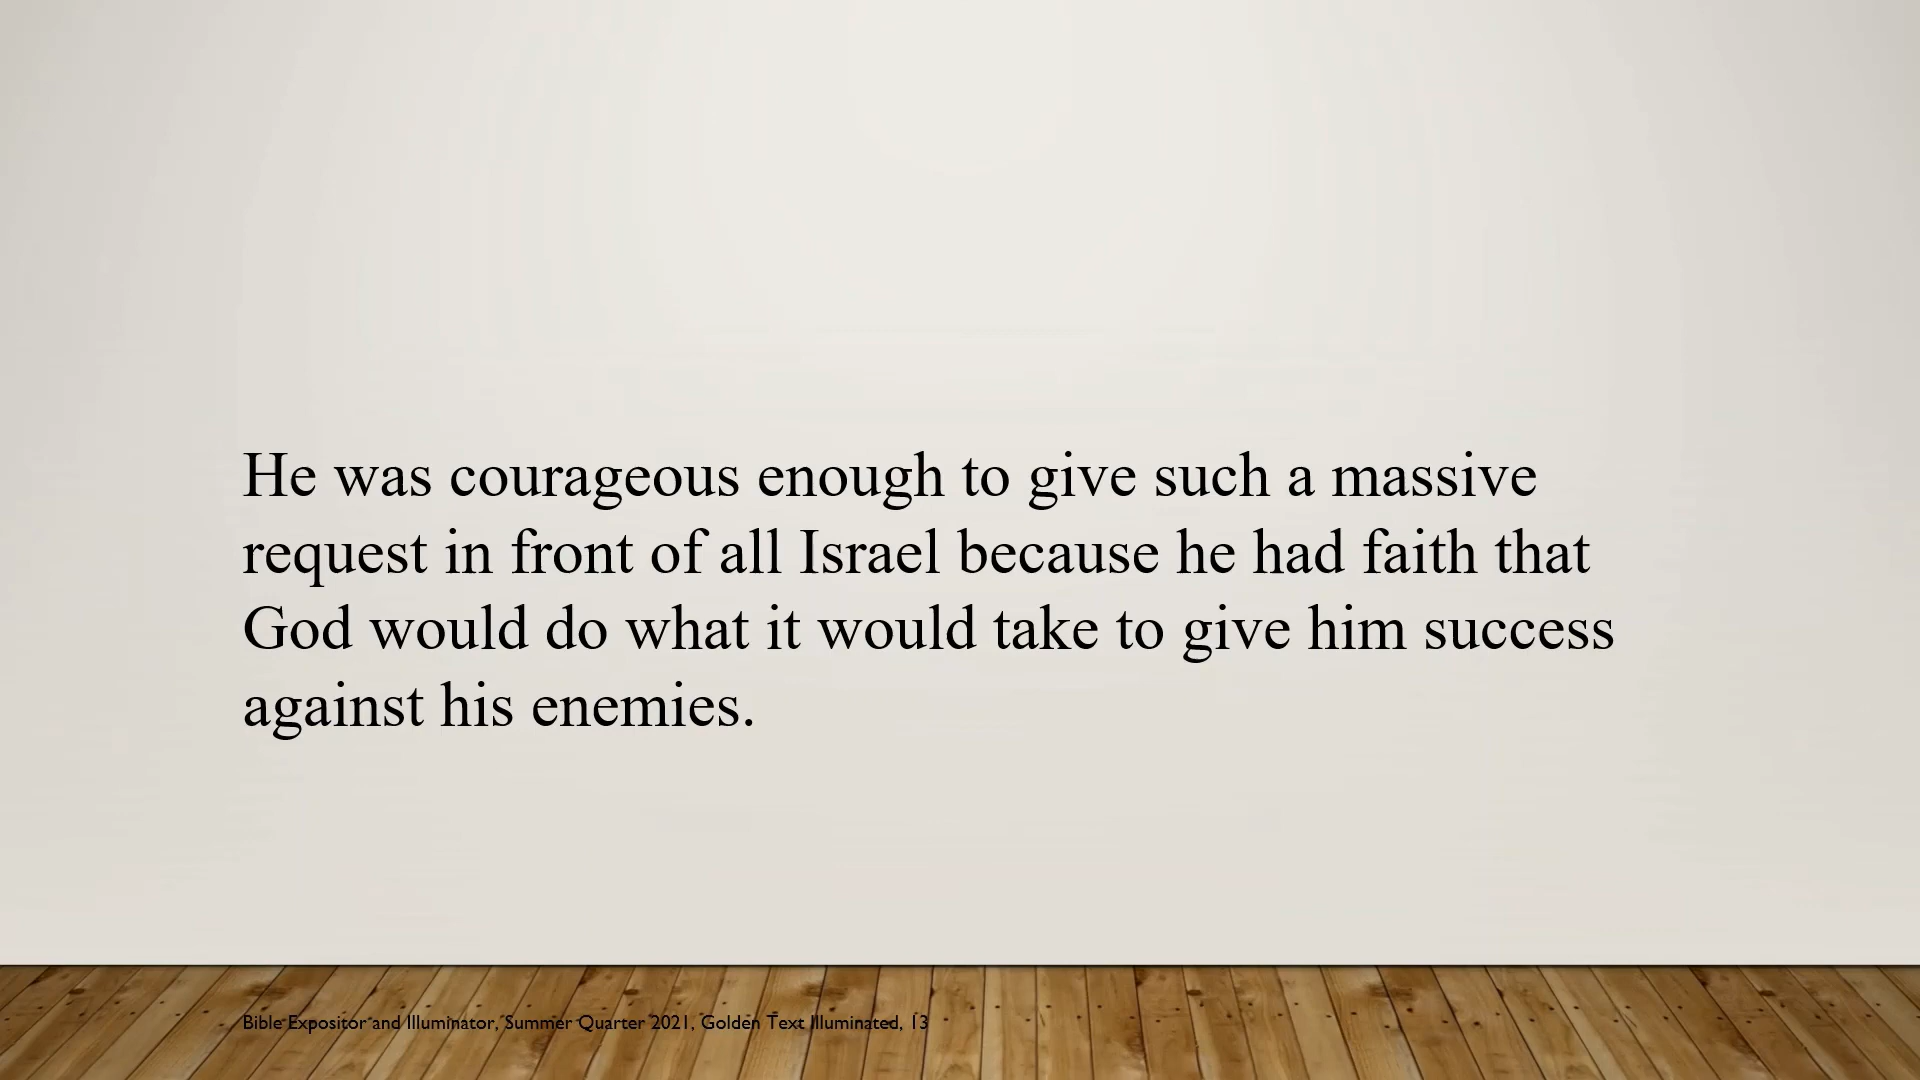 He was courageous enough to give such a massive
request in front of all Israel because he had faith that
God would do what it would take to give him success
against his enemies.
Bible Expositor and Illuminator, Summer Quarter 2021, Golden Text Illuminated, 13